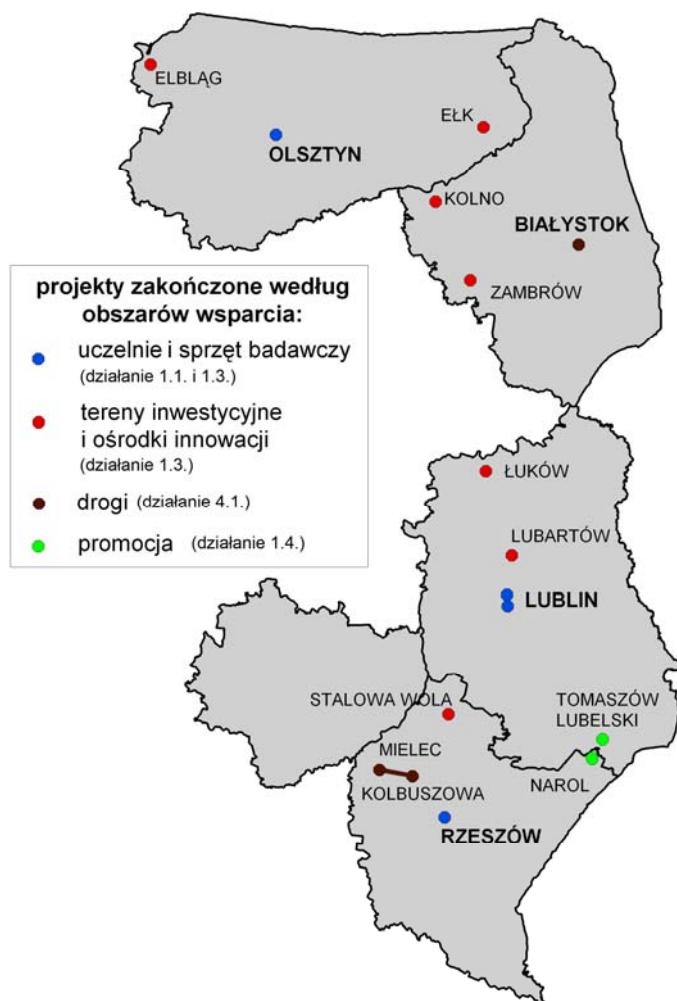 ELBLĄG
EŁK
OLSZTYN
KOLNO
BIAŁYSTOK
ZAMBRÓW
projekty zakończone według
obszarów wsparcia:
uczelnie i sprzęt badawczy
(działanie 1.1. i 1.3.)
tereny inwestycyjne
i ośrodki innowacji
(działanie 1.3.)
drogi (działanie 4.1.)
promocja (działanie 1.4.)
ŁUKÓW
LUBARTÓW
LUBLIN
STALOWA WOLA
TOMASZÓW
LUBELSKI
MIELEC
KOLBUSZOWA
NAROL
RZESZÓW